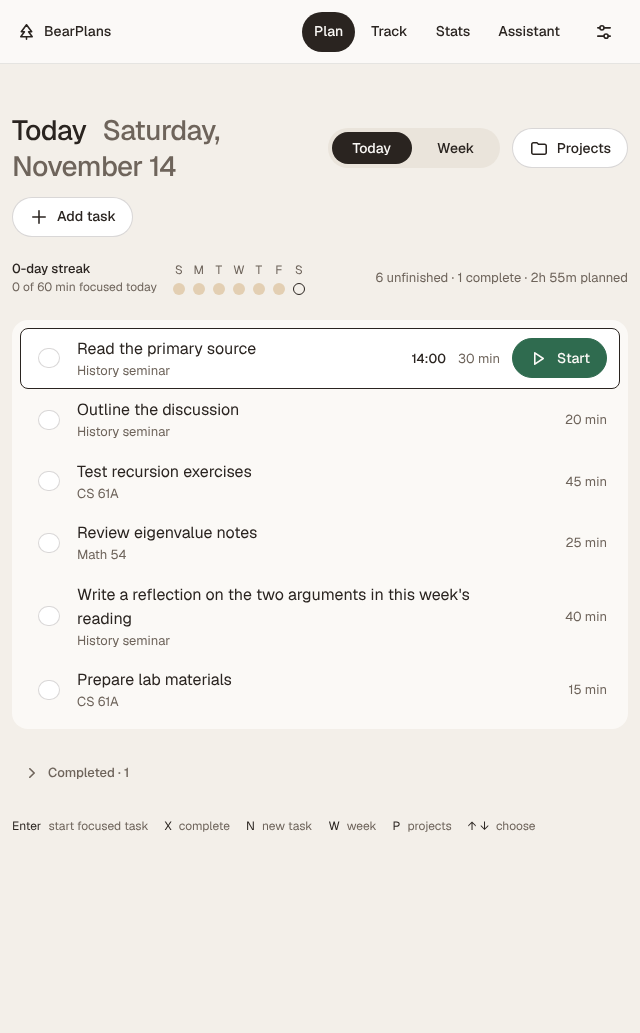 BearPlans Plan Track Stats Assistant
Today Saturday,
November 14
Today Week Projects
Add task
0-day streak
0 of 60 min focused today
S M T W T F S
6 unfinished · 1 complete · 2h 55m planned
Read the primary source
History seminar
14:00 30 min Start
Outline the discussion
History seminar
20 min
Test recursion exercises
CS 61A
45 min
Review eigenvalue notes
Math 54
25 min
Write a reflection on the two arguments in this week's
reading
History seminar
40 min
Prepare lab materials
CS 61A
15 min
Completed · 1
Enter start focused task X complete N new task W week P projects ↑↓ choose